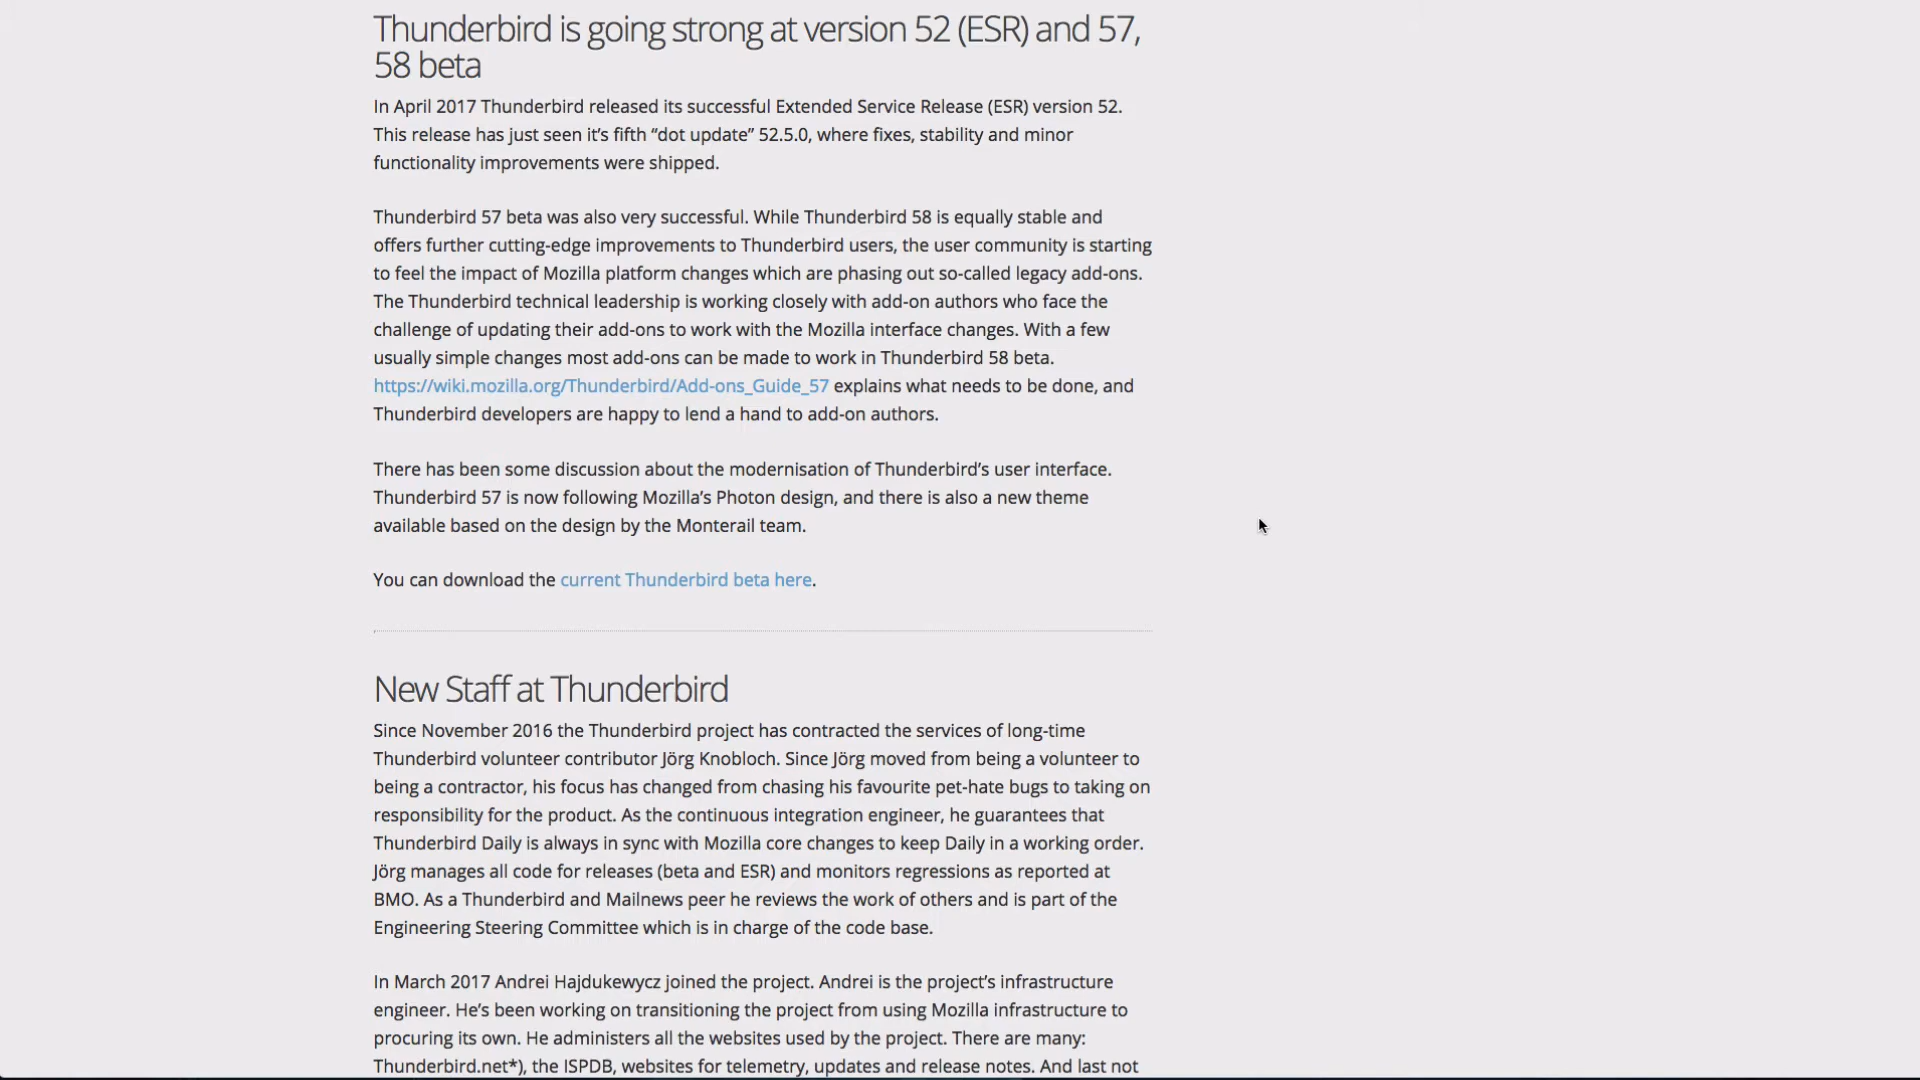 Thunderbird is going strong at version 52 (ESR) and 57,
58 beta
In April 2017 Thunderbird released its successful Extended Service Release (ESR) version 52.
This release has just seen it’s fifth “dot update” 52.5.0, where fixes, stability and minor
functionality improvements were shipped.
Thunderbird 57 beta was also very successful. While Thunderbird 58 is equally stable and
offers further cutting-edge improvements to Thunderbird users, the user community is starting
to feel the impact of Mozilla platform changes which are phasing out so-called legacy add-ons.
The Thunderbird technical leadership is working closely with add-on authors who face the
challenge of updating their add-ons to work with the Mozilla interface changes. With a few
usually simple changes most add-ons can be made to work in Thunderbird 58 beta.
https://wiki.mozilla.org/Thunderbird/Add-ons_Guide_57 explains what needs to be done, and
Thunderbird developers are happy to lend a hand to add-on authors.
There has been some discussion about the modernisation of Thunderbird’s user interface.
Thunderbird 57 is now following Mozilla’s Photon design, and there is also a new theme
available based on the design by the Monterail team.
You can download the current Thunderbird beta here.
New Staff at Thunderbird
Since November 2016 the Thunderbird project has contracted the services of long-time
Thunderbird volunteer contributor Jörg Knobloch. Since Jörg moved from being a volunteer to
being a contractor, his focus has changed from chasing his favourite pet-hate bugs to taking on
responsibility for the product. As the continuous integration engineer, he guarantees that
Thunderbird Daily is always in sync with Mozilla core changes to keep Daily in a working order.
Jörg manages all code for releases (beta and ESR) and monitors regressions as reported at
BMO. As a Thunderbird and Mailnews peer he reviews the work of others and is part of the
Engineering Steering Committee which is in charge of the code base.
In March 2017 Andrei Hajdukewycz joined the project. Andrei is the project’s infrastructure
engineer. He’s been working on transitioning the project from using Mozilla infrastructure to
procuring its own. He administers all the websites used by the project. There are many:
Thunderbird.net*), the ISPDB, websites for telemetry, updates and release notes. And last not